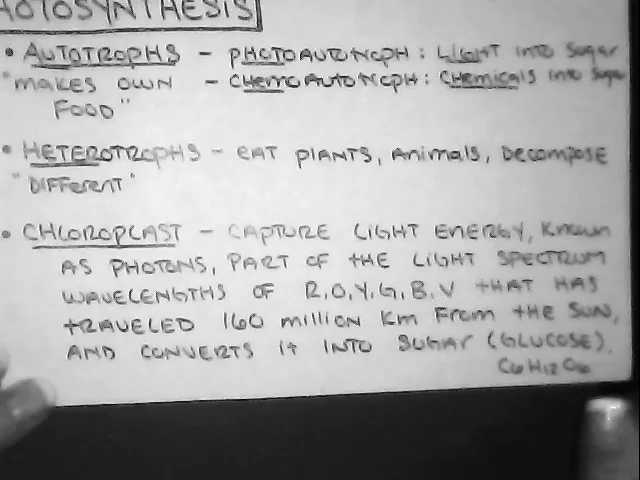 HOTOSYNTHESIS
• AUTOTROPHS – PHOTOAUTOTROPH: Light into Sugar
"MAKES OWN – CHEMOAUTOTROPH: CHemicals into Sugar
FOOD"
• HETEROTROPHS – EAT PlANTS, Animals, DecomPOSE
"DIFFerent"
• CHLOROPLAST – CAPTURE LIGHT ENERGY, Known
AS PHOTONS, PART OF THE LIGHT SPECTRUM
WAVELENGTHS OF R,O,Y,G,B,V THAT HAS
TRAVELED 160 million Km From THE SUN,
AND CONVERTS it INTO SUGAR (GLUCOSE).
C6H12O6